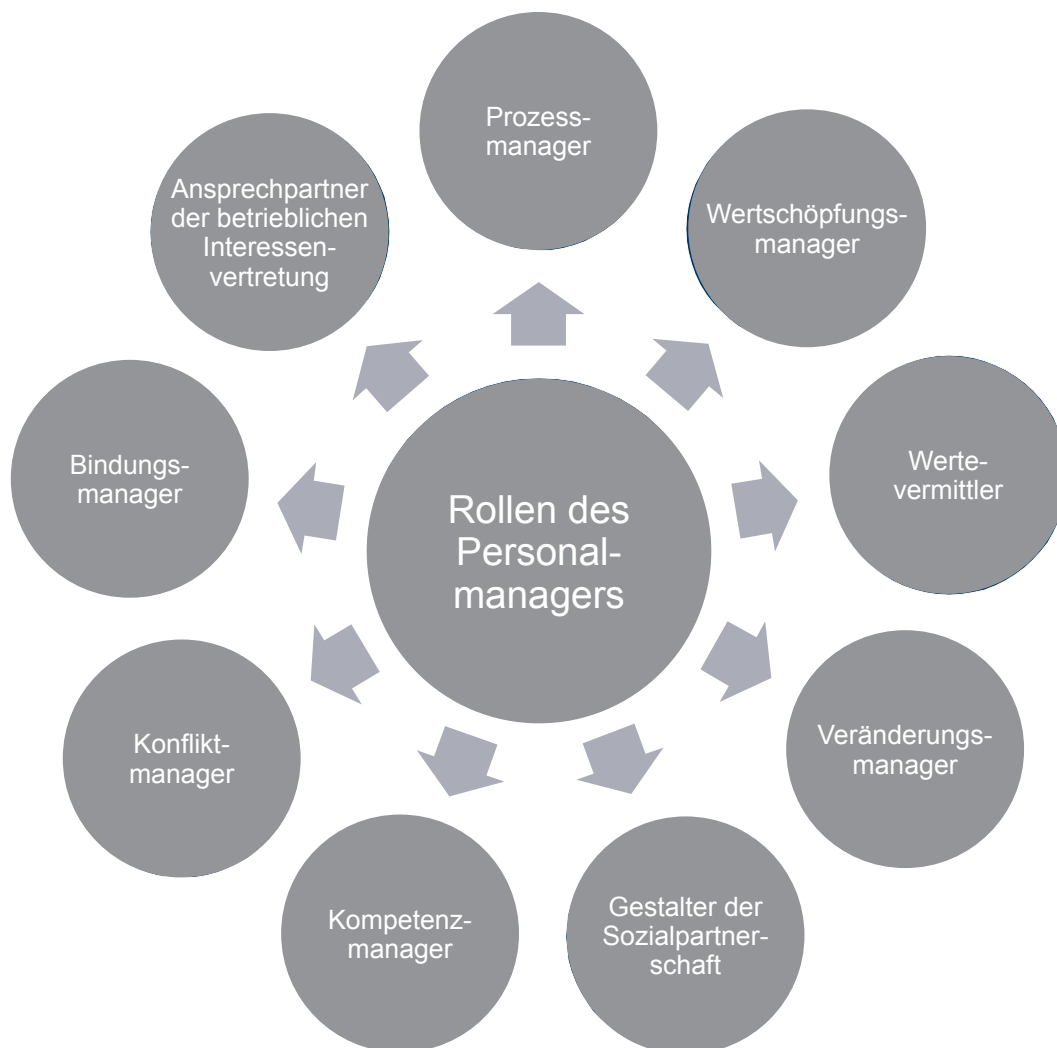 Prozess-
manager
Wertschöpfungs-
manager
Werte-
vermittler
Veränderungs-
manager
Gestalter der
Sozialpartner-
schaft
Kompetenz-
manager
Konflikt-
manager
Bindungs-
manager
Ansprechpartner
der betrieblichen
Interessen-
vertretung
Rollen des
Personal-
managers